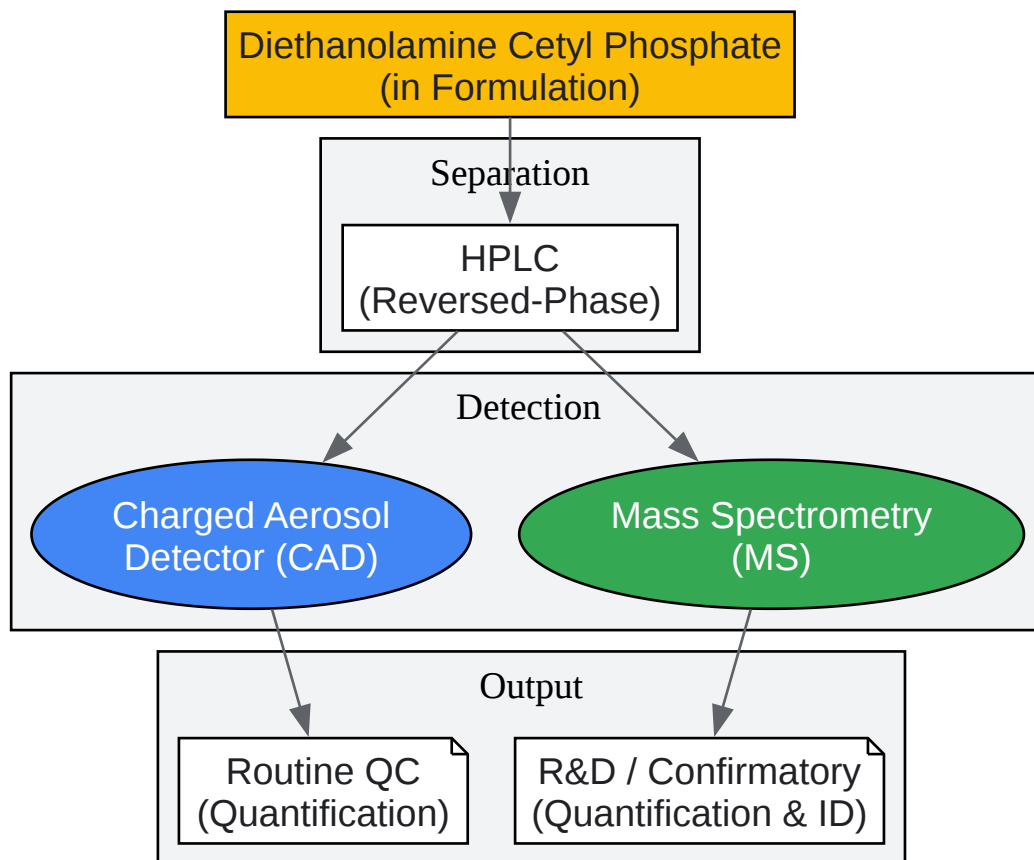 Diethanolamine Cetyl Phosphate
(in Formulation)
Separation
HPLC
(Reversed-Phase)
Detection
Charged Aerosol
Detector (CAD)
Mass Spectrometry
(MS)
Output
Routine QC
(Quantification)
R&D / Confirmatory
(Quantification & ID)